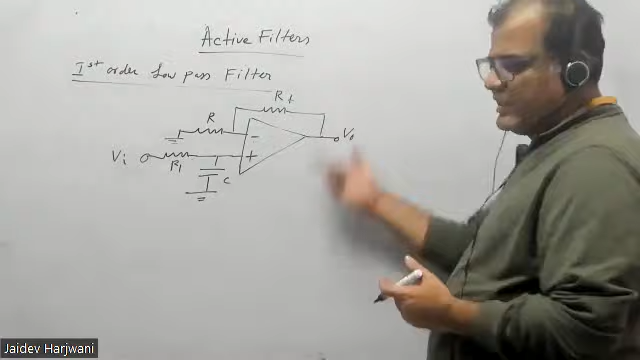 Active Filters
Ist order Low pass Filter
Rf
R
Vo
Vi
R1
C
Jaidev Harjwani